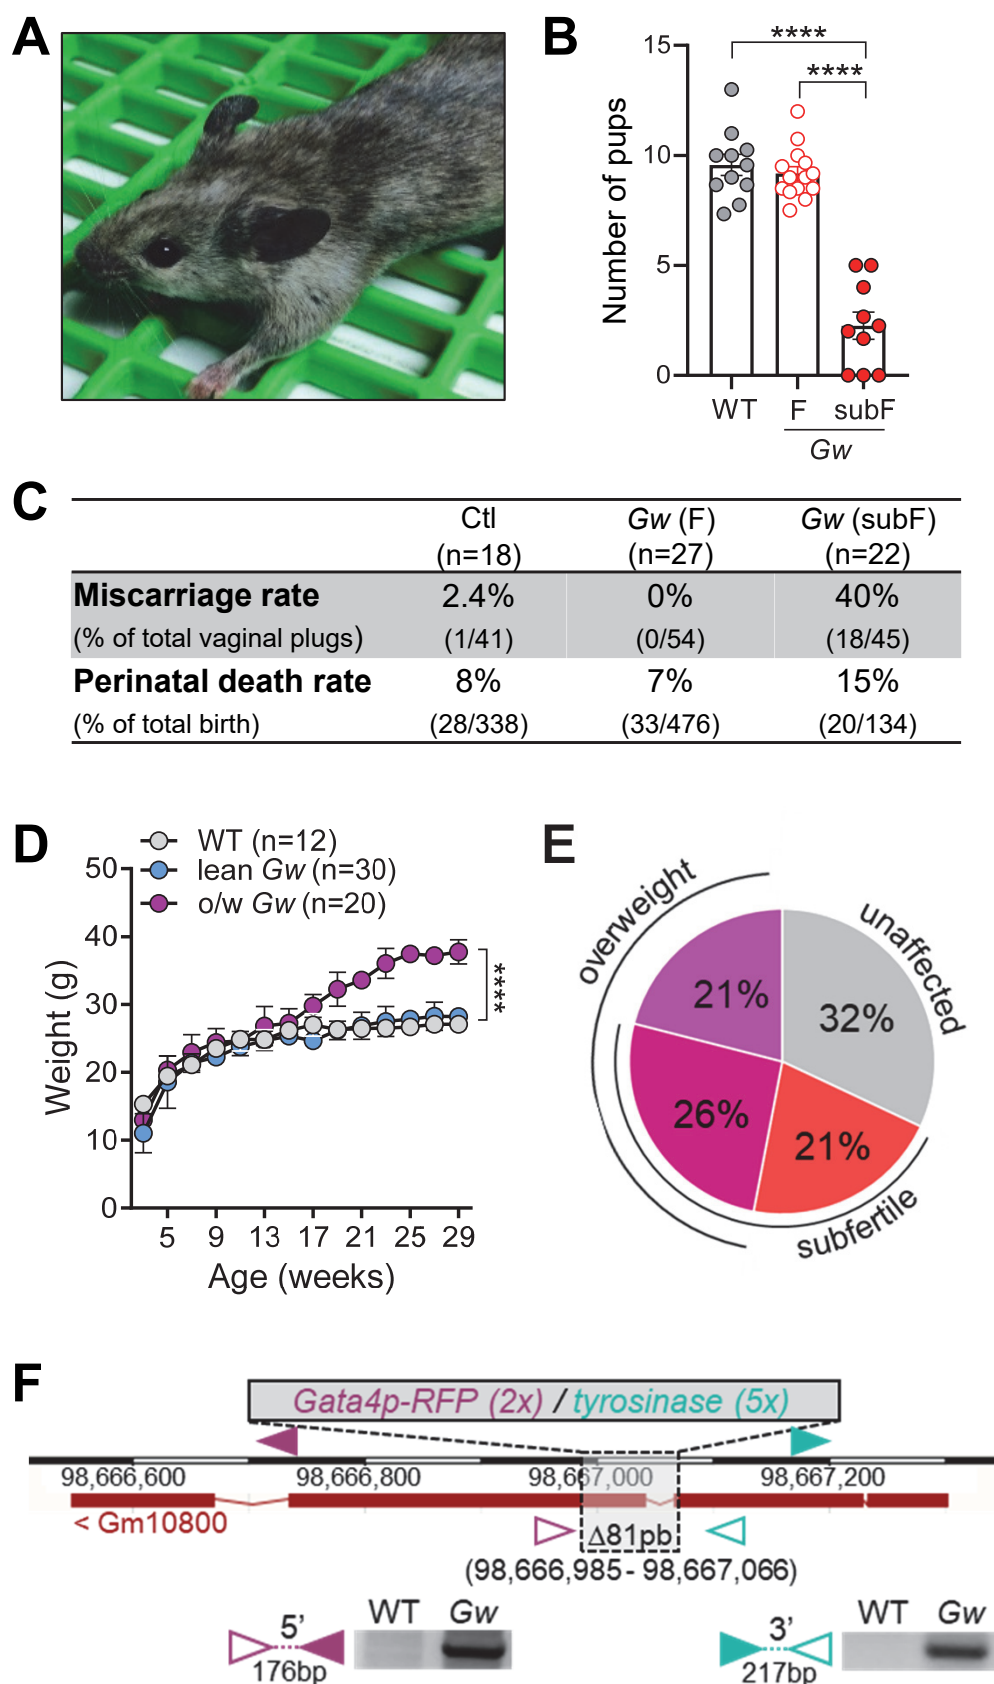 A
B
****
****
15
10
5
0
Number of pups
WT
F
subF
Gw
C
Ctl
Gw (F)
Gw (subF)
(n=18)
(n=27)
(n=22)
Miscarriage rate
2.4%
0%
40%
(% of total vaginal plugs)
(1/41)
(0/54)
(18/45)
Perinatal death rate
8%
7%
15%
(% of total birth)
(28/338)
(33/476)
(20/134)
D
WT (n=12)
lean Gw (n=30)
o/w Gw (n=20)
50
40
30
20
10
0
Weight (g)
****
5 9 13 17 21 25 29
Age (weeks)
E
overweight
unaffected
21%
32%
26%
21%
subfertile
F
Gata4p-RFP (2x) / tyrosinase (5x)
98,666,600
98,666,800
98,667,000
98,667,200
< Gm10800
Δ81pb
(98,666,985 - 98,667,066)
WT
Gw
5’
176bp
WT
Gw
3’
217bp